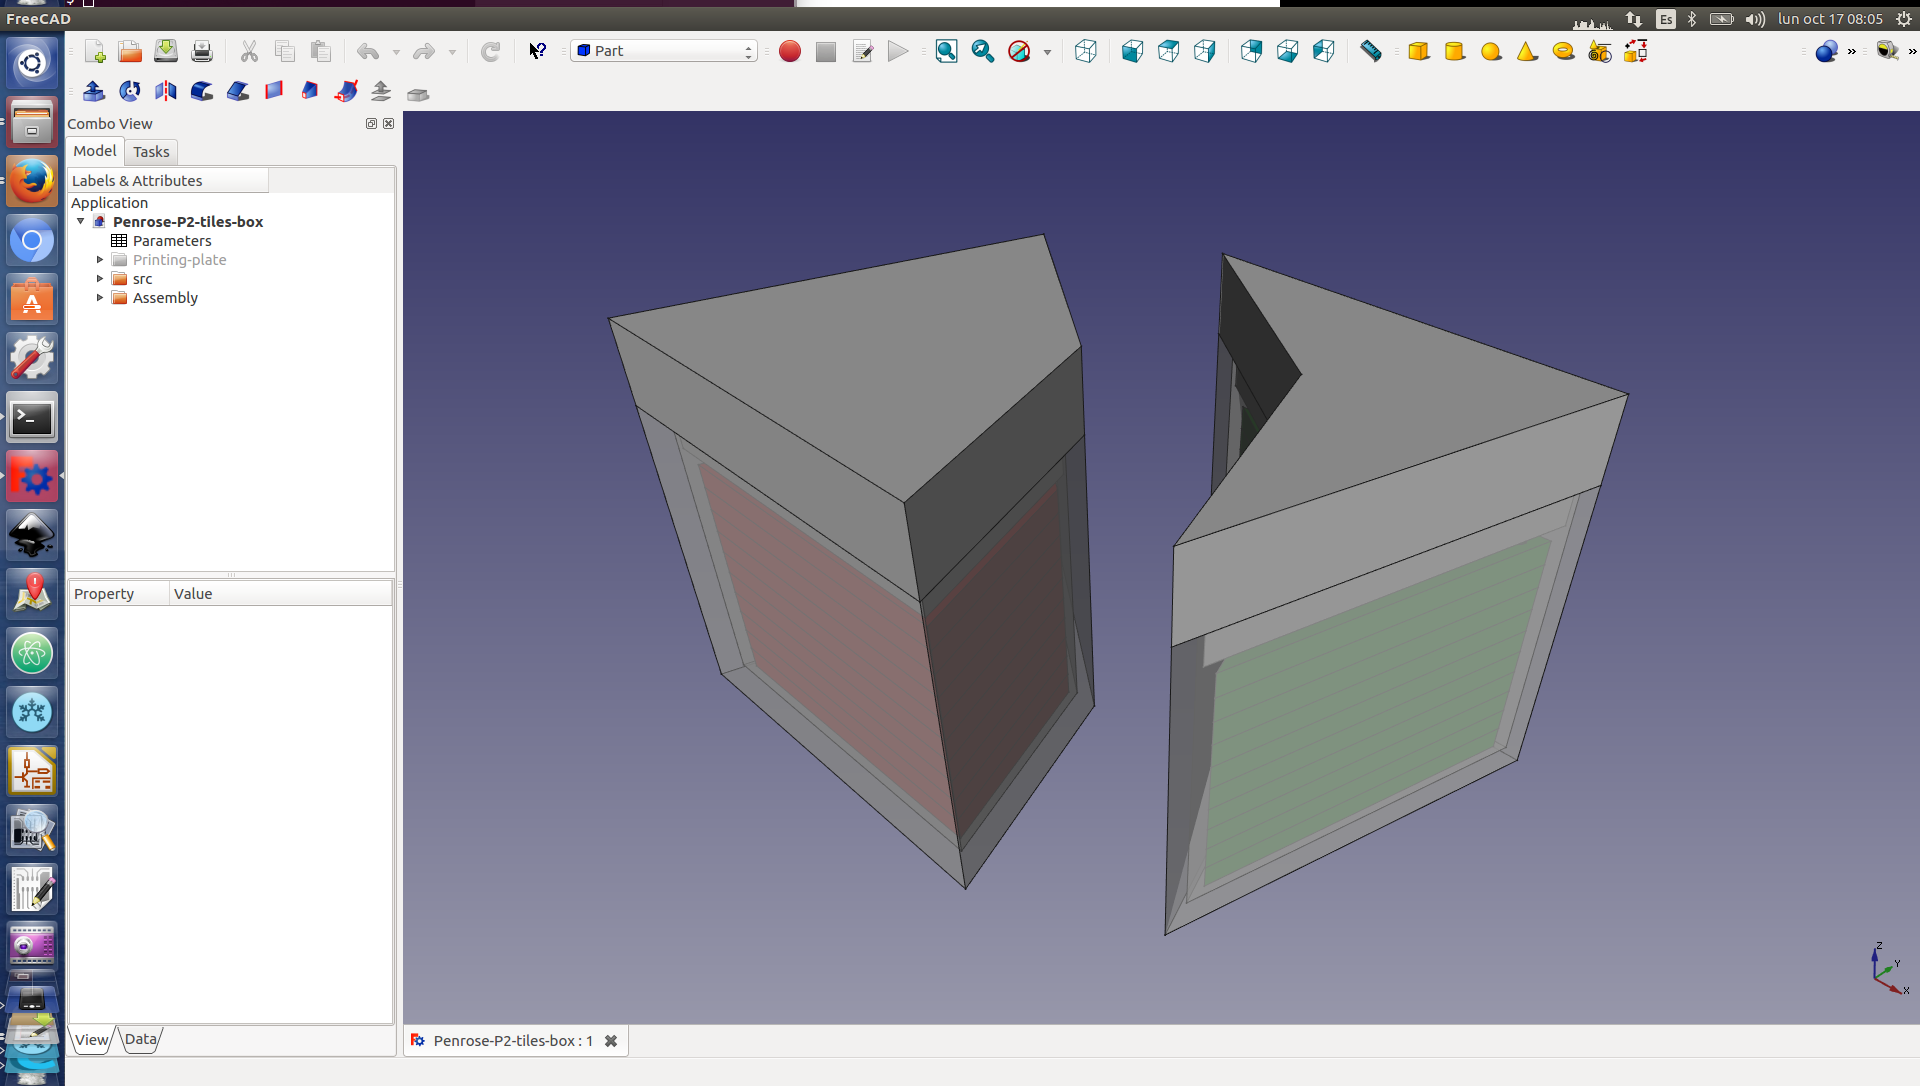 FreeCAD
Es
lun oct 17 08:05
Part
Combo View
Model
Tasks
Labels & Attributes
Application
Penrose-P2-tiles-box
Parameters
Printing-plate
src
Assembly
Property
Value
View
Data
Penrose-P2-tiles-box : 1
Z
Y
X